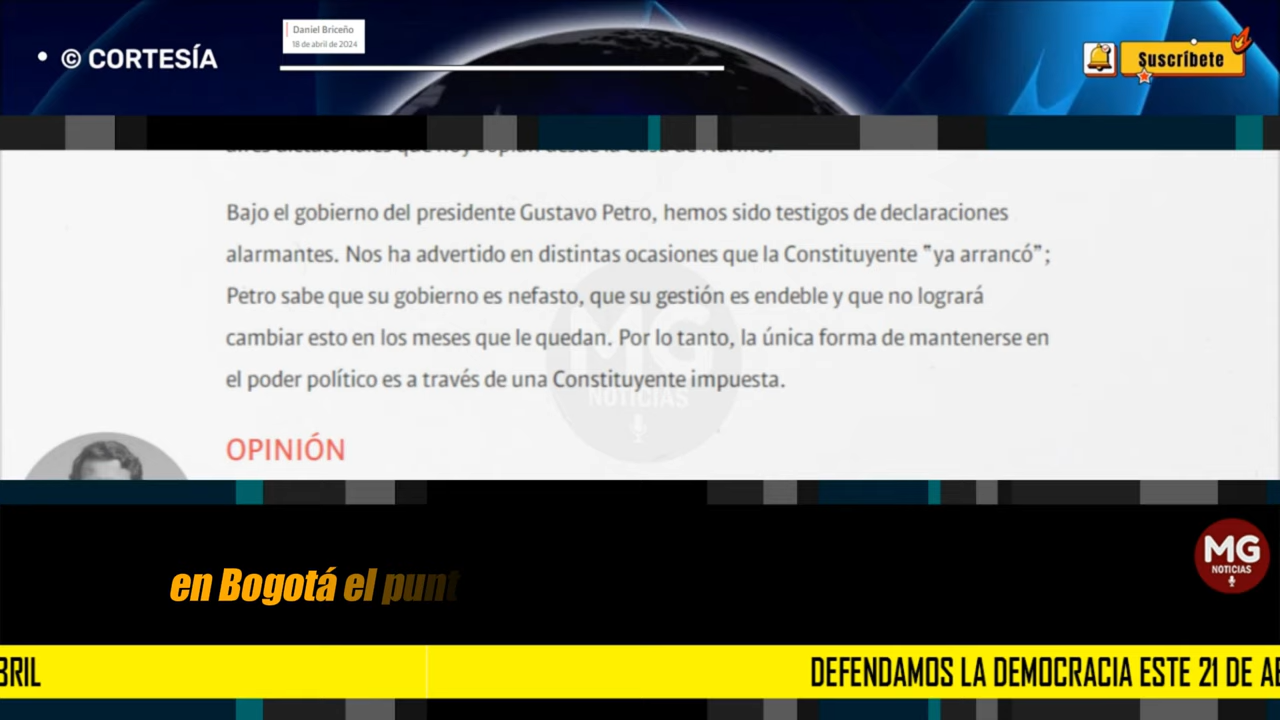 • © CORTESÍA
Daniel Briceño
18 de abril de 2024
Suscríbete
Bajo el gobierno del presidente Gustavo Petro, hemos sido testigos de declaraciones
alarmantes. Nos ha advertido en distintas ocasiones que la Constituyente "ya arrancó";
Petro sabe que su gobierno es nefasto, que su gestión es endeble y que no logrará
cambiar esto en los meses que le quedan. Por lo tanto, la única forma de mantenerse en
el poder político es a través de una Constituyente impuesta.
MG
NOTICIAS
OPINIÓN
MG
NOTICIAS
en Bogotá el punt
BRIL
DEFENDAMOS LA DEMOCRACIA ESTE 21 DE AB